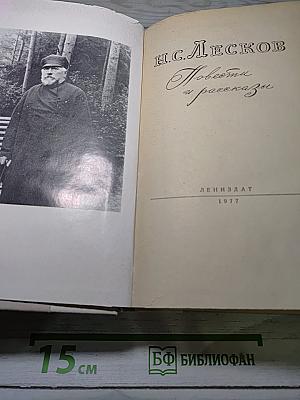 Н.С. ЛЕСКОВ
Повести
и рассказы
ЛЕНИЗДАТ
1977
15 см
БФ БИБЛИОФАН